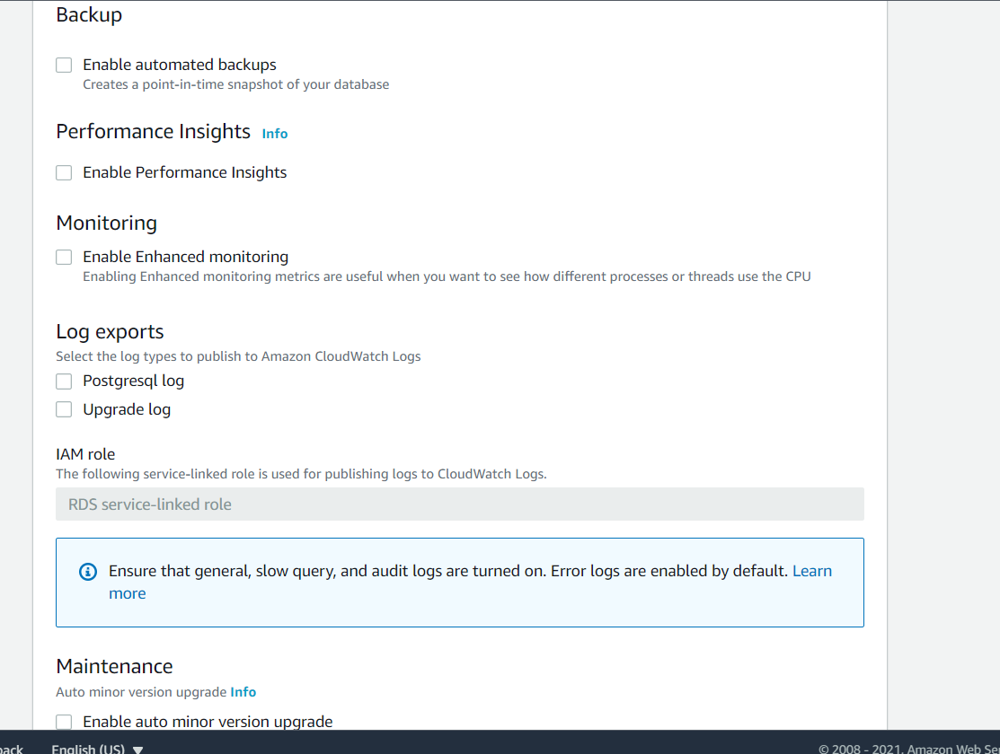 Backup
Enable automated backups
Creates a point-in-time snapshot of your database
Performance Insights Info
Enable Performance Insights
Monitoring
Enable Enhanced monitoring
Enabling Enhanced monitoring metrics are useful when you want to see how different processes or threads use the CPU
Log exports
Select the log types to publish to Amazon CloudWatch Logs
Postgresql log
Upgrade log
IAM role
The following service-linked role is used for publishing logs to CloudWatch Logs.
RDS service-linked role
Ensure that general, slow query, and audit logs are turned on. Error logs are enabled by default. Learn
more
Maintenance
Auto minor version upgrade Info
Enable auto minor version upgrade
back English (US) © 2008 - 2021, Amazon Web Ser